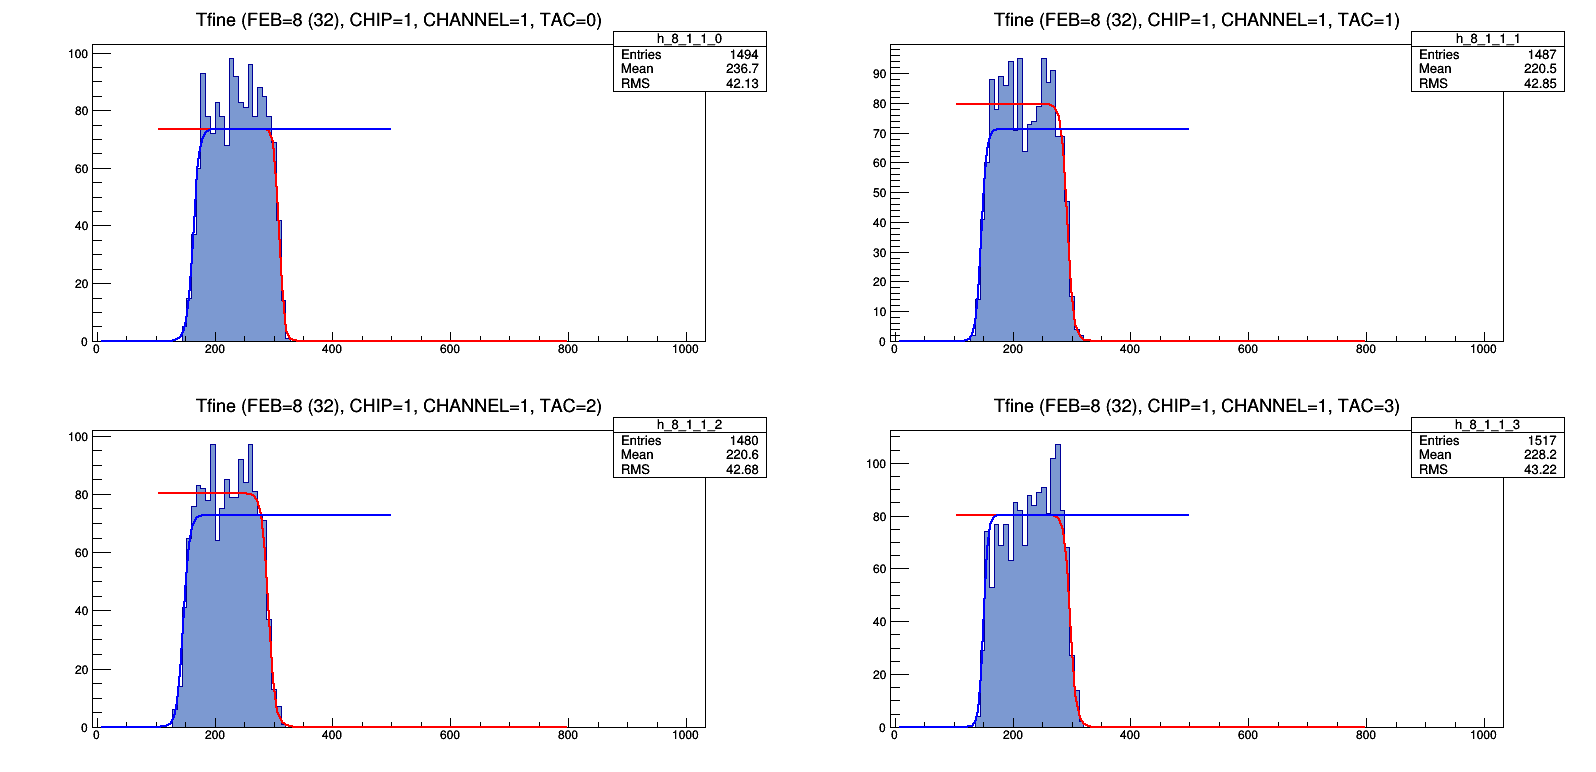 Tfine (FEB=8 (32), CHIP=1, CHANNEL=1, TAC=0)
h_8_1_1_0
Entries 1494
Mean 236.7
RMS 42.13
100
80
60
40
20
0
0 200 400 600 800 1000
Tfine (FEB=8 (32), CHIP=1, CHANNEL=1, TAC=1)
h_8_1_1_1
Entries 1487
Mean 220.5
RMS 42.85
90
80
70
60
50
40
30
20
10
0
0 200 400 600 800 1000
Tfine (FEB=8 (32), CHIP=1, CHANNEL=1, TAC=2)
h_8_1_1_2
Entries 1480
Mean 220.6
RMS 42.68
100
80
60
40
20
0
0 200 400 600 800 1000
Tfine (FEB=8 (32), CHIP=1, CHANNEL=1, TAC=3)
h_8_1_1_3
Entries 1517
Mean 228.2
RMS 43.22
100
80
60
40
20
0
0 200 400 600 800 1000